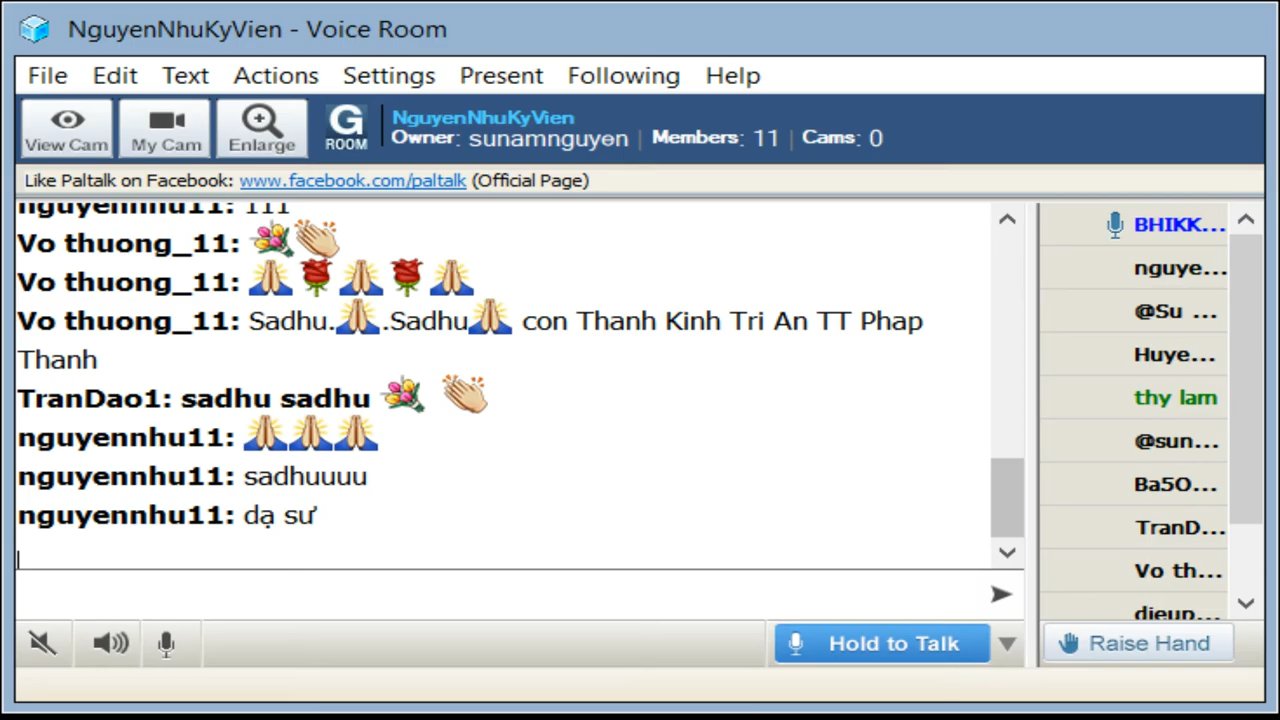 NguyenNhuKyVien - Voice Room
File Edit Text Actions Settings Present Following Help
View Cam My Cam Enlarge G ROOM
NguyenNhuKyVien
Owner: sunamnguyen | Members: 11 | Cams: 0
Like Paltalk on Facebook: www.facebook.com/paltalk (Official Page)
nguyennhu11: 111
Vo thuong_11:
Vo thuong_11:
Vo thuong_11: Sadhu. .Sadhu con Thanh Kinh Tri An TT Phap
Thanh
TranDao1: sadhu sadhu
nguyennhu11:
nguyennhu11: sadhuuuu
nguyennhu11: dạ sư
BHIKK...
nguye...
@Su ...
Huye...
thy lam
@sun...
Ba5O...
TranD...
Vo th...
dieup...
Hold to Talk
Raise Hand